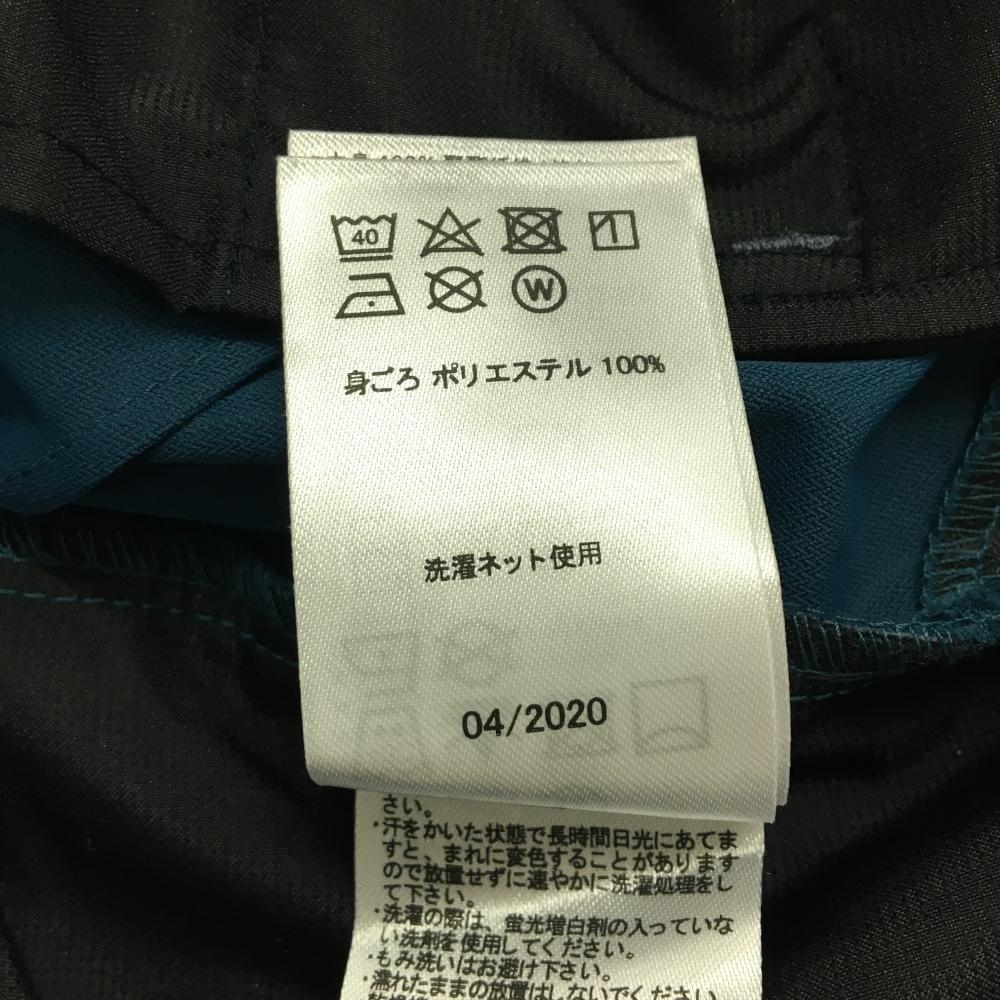 40
W
身ごろ ポリエステル 100%
洗濯ネット使用
04/2020
さい。
・汗をかいた状態で長時間日光にあてま
すと、まれに変色することがあります
ので放置せずに速やかに洗濯処理をし
て下さい。
・洗濯の際は、蛍光増白剤の入っていな
い洗剤を使用してください。
・もみ洗いはお避け下さい。
・濡れたままの放置はしないでください